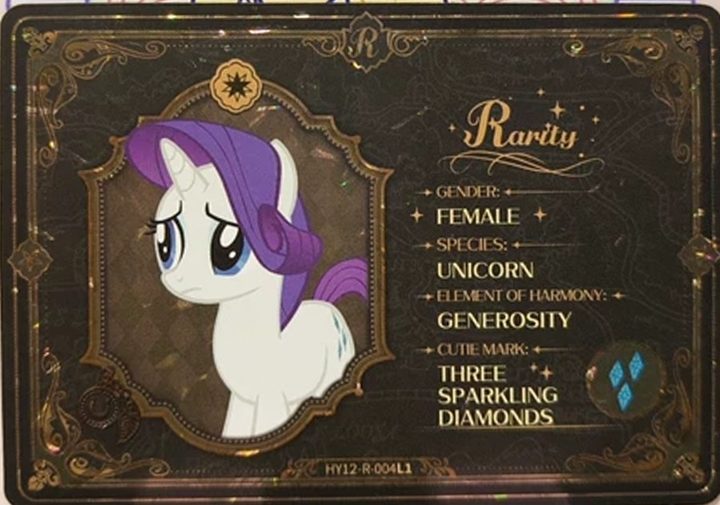 R
Rarity
GENDER:
FEMALE
SPECIES:
UNICORN
ELEMENT OF HARMONY:
GENEROSITY
CUTIE MARK:
THREE
SPARKLING
DIAMONDS
HY12-R-004L1